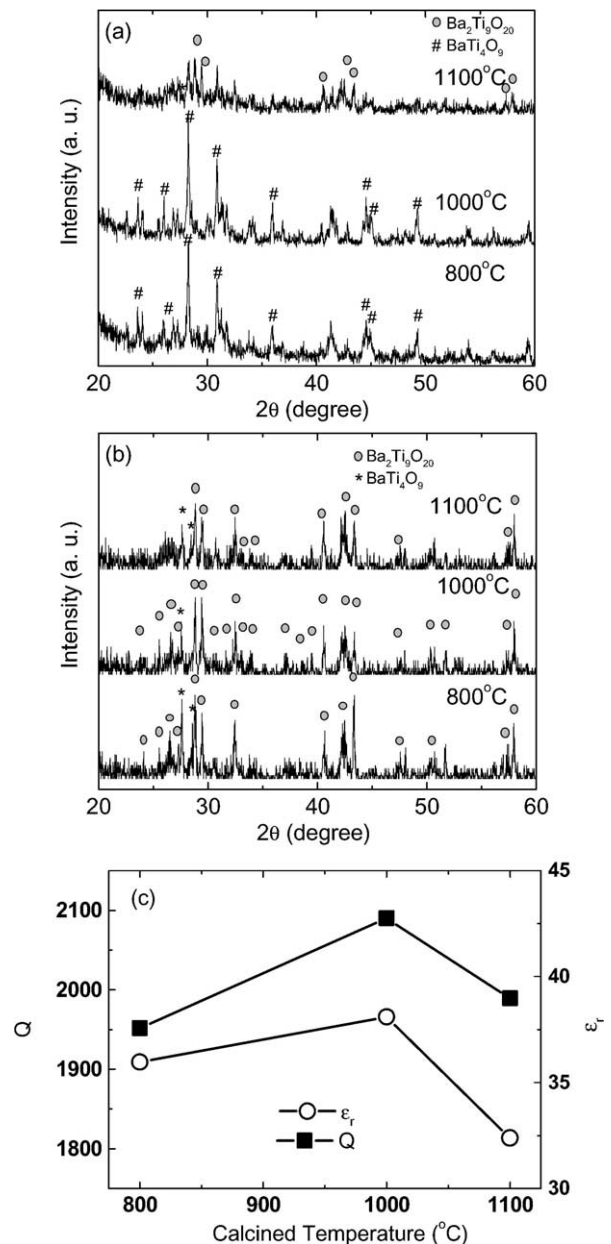 (a)
Ba₂Ti₉O₂₀
# BaTi₄O₉
1100°C
1000°C
800°C
Intensity (a. u.)
20 30 40 50 60
2θ (degree)
(b)
Ba₂Ti₉O₂₀
* BaTi₄O₉
1100°C
1000°C
800°C
Intensity (a. u.)
20 30 40 50 60
2θ (degree)
(c)
2100
2000
1900
1800
Q
45
40
35
30
εr
εr
Q
800 900 1000 1100
Calcined Temperature (°C)